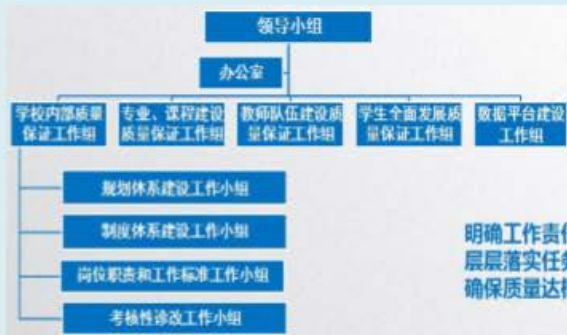 领导小组
办公室
学校内部质量
保证工作组
专业、课程建设
质量保证工作组
教师队伍建设质
量保证工作组
学生全面发展质
量保证工作组
数据平台建设
工作组
规划体系建设工作小组
制度体系建设工作小组
岗位职责和工作标准工作小组
考核性诊改工作小组
明确工作责任
层层落实任务
确保质量达标